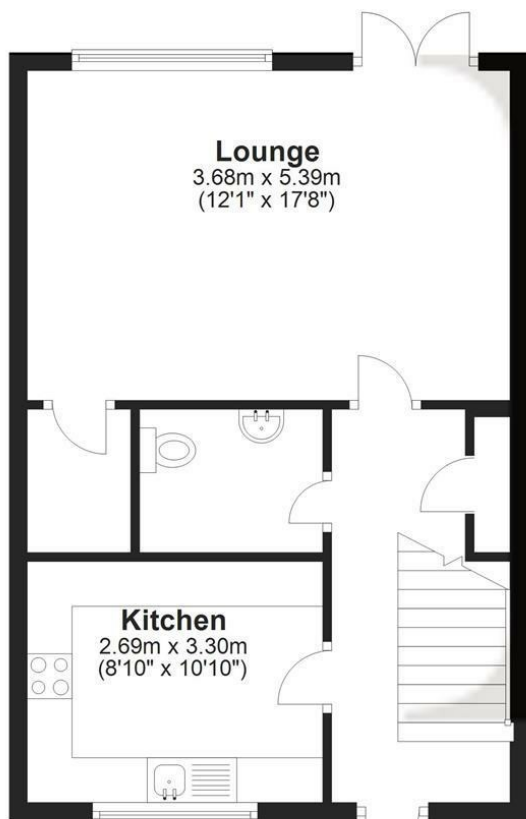 Lounge
3.68m x 5.39m
(12'1" x 17'8")
Kitchen
2.69m x 3.30m
(8'10" x 10'10")